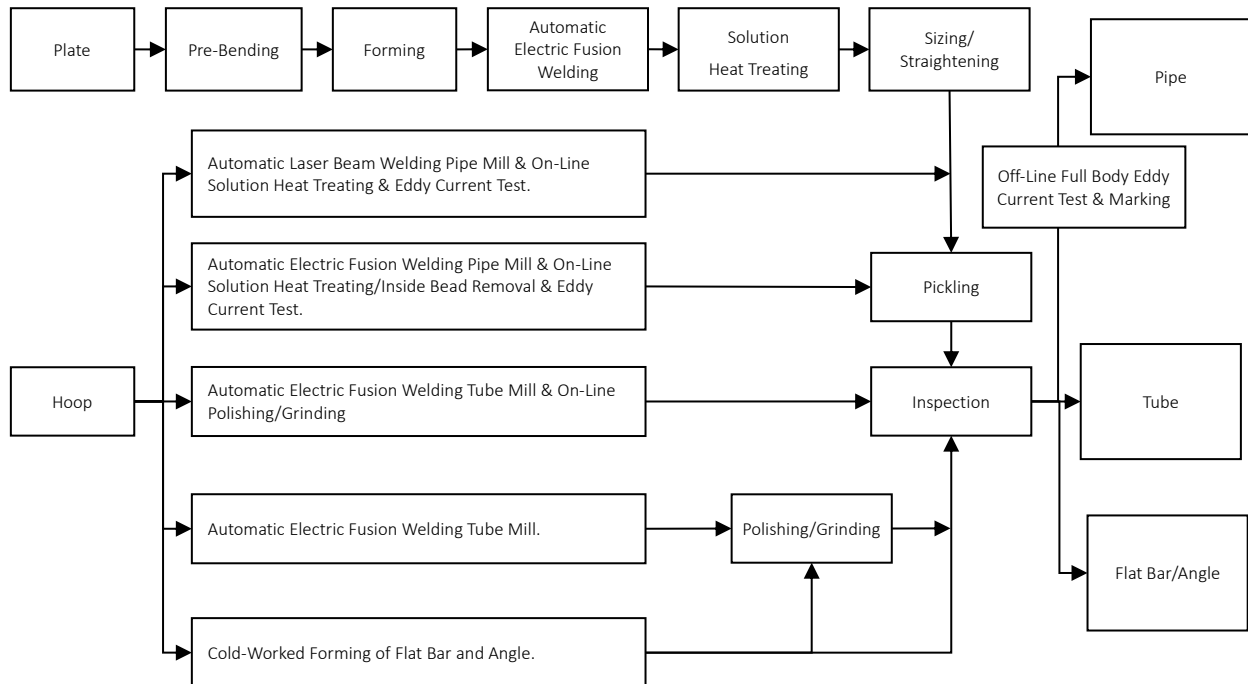 Plate
Pre-Bending
Forming
Automatic
Electric Fusion
Welding
Solution
Heat Treating
Sizing/
Straightening
Pipe
Automatic Laser Beam Welding Pipe Mill & On-Line
Solution Heat Treating & Eddy Current Test.
Off-Line Full Body Eddy
Current Test & Marking
Automatic Electric Fusion Welding Pipe Mill & On-Line
Solution Heat Treating/Inside Bead Removal & Eddy
Current Test.
Pickling
Hoop
Automatic Electric Fusion Welding Tube Mill & On-Line
Polishing/Grinding
Inspection
Tube
Automatic Electric Fusion Welding Tube Mill.
Polishing/Grinding
Flat Bar/Angle
Cold-Worked Forming of Flat Bar and Angle.